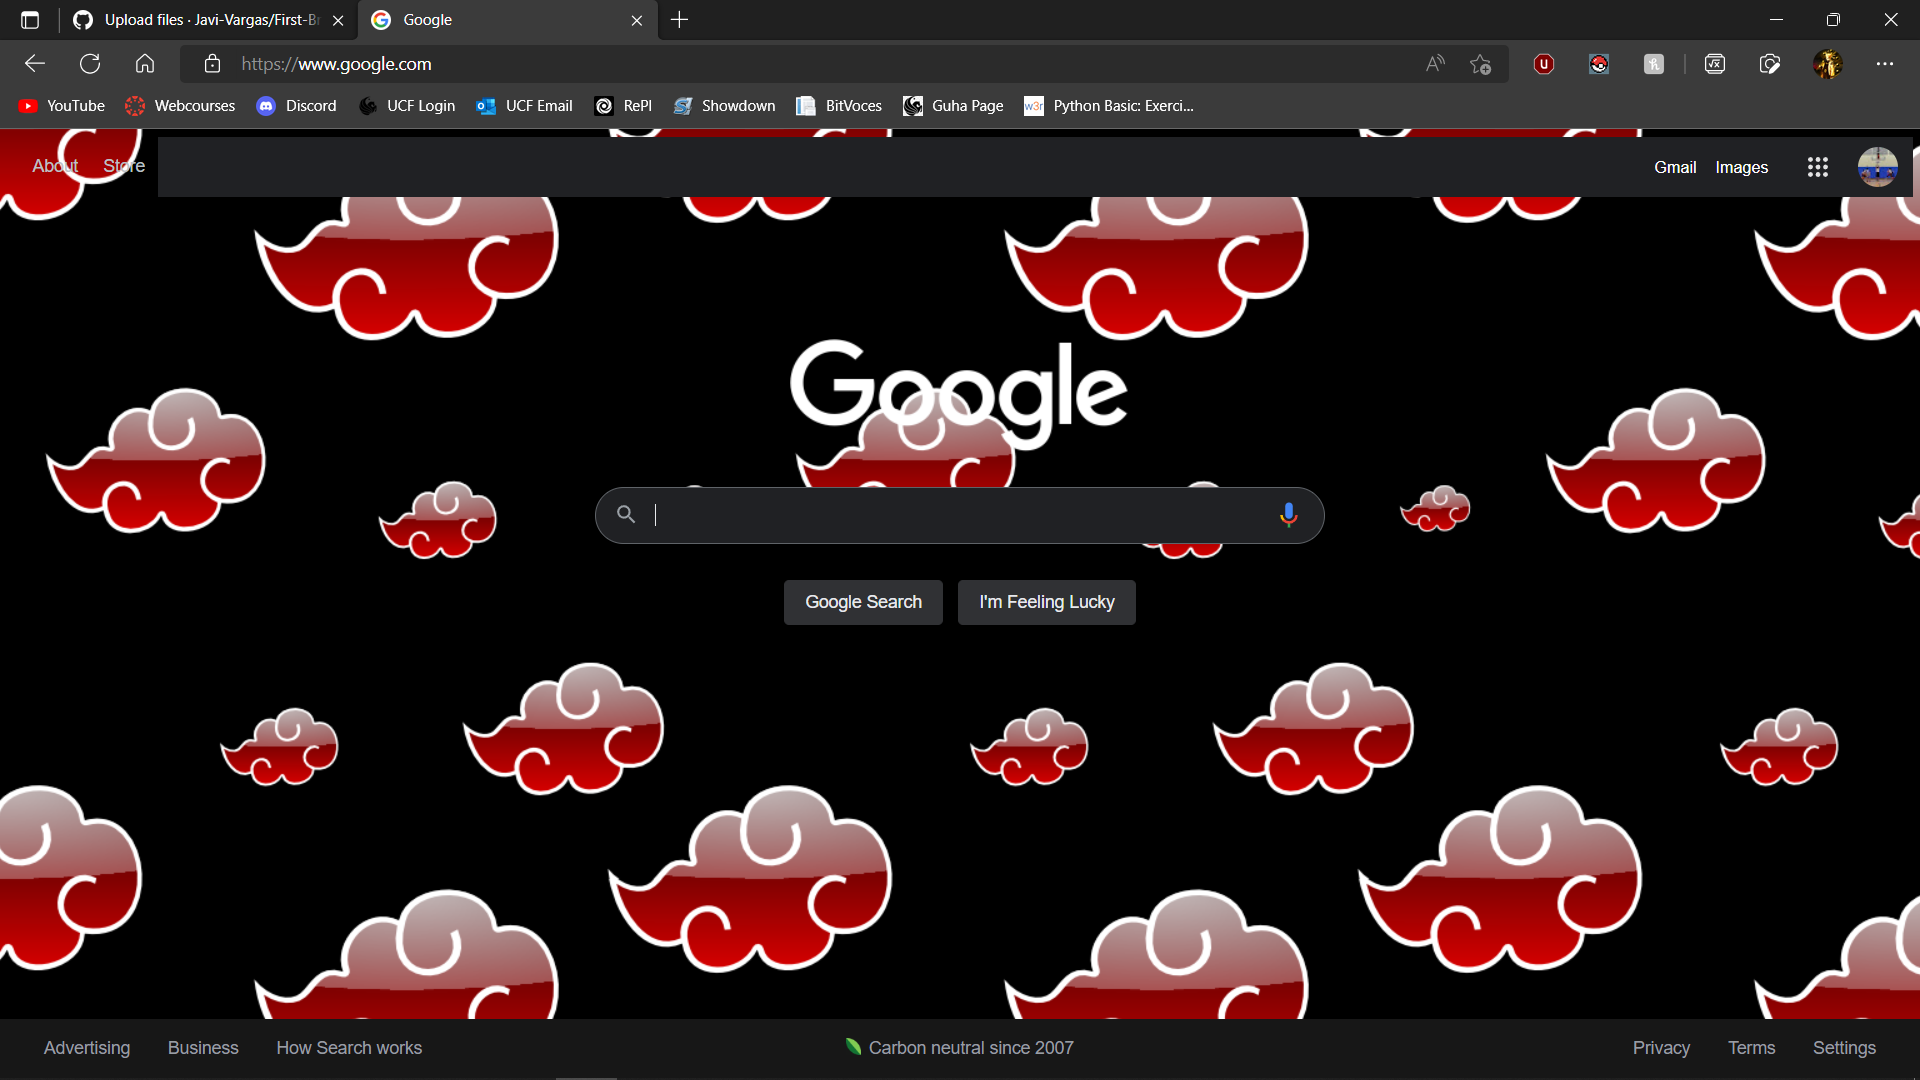 Upload files · Javi-Vargas/First-Br
Google
https://www.google.com
YouTube Webcourses Discord UCF Login UCF Email RePl Showdown BitVoces Guha Page w3r Python Basic: Exerci...
About Store Gmail Images
Google
Google Search I'm Feeling Lucky
Advertising Business How Search works Carbon neutral since 2007 Privacy Terms Settings